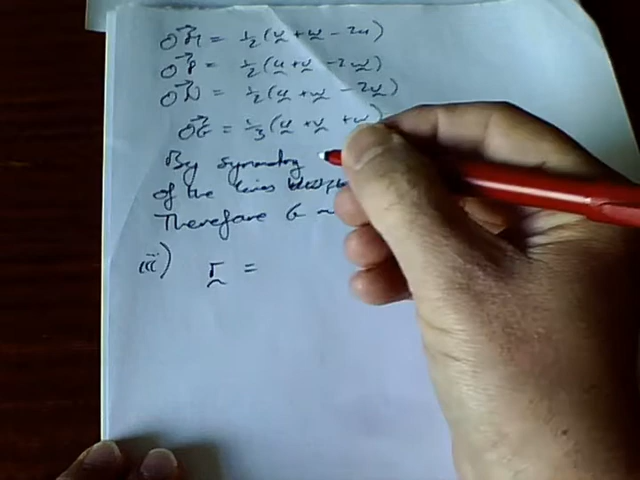 OM = 1/2(u + w - 2u)
OP = 1/2(u + v - 2w)
ON = 1/2(u + w - 2v)
OG = 1/3(u + v + w)
By symmetry
of the lines
Therefore G
iii) r =